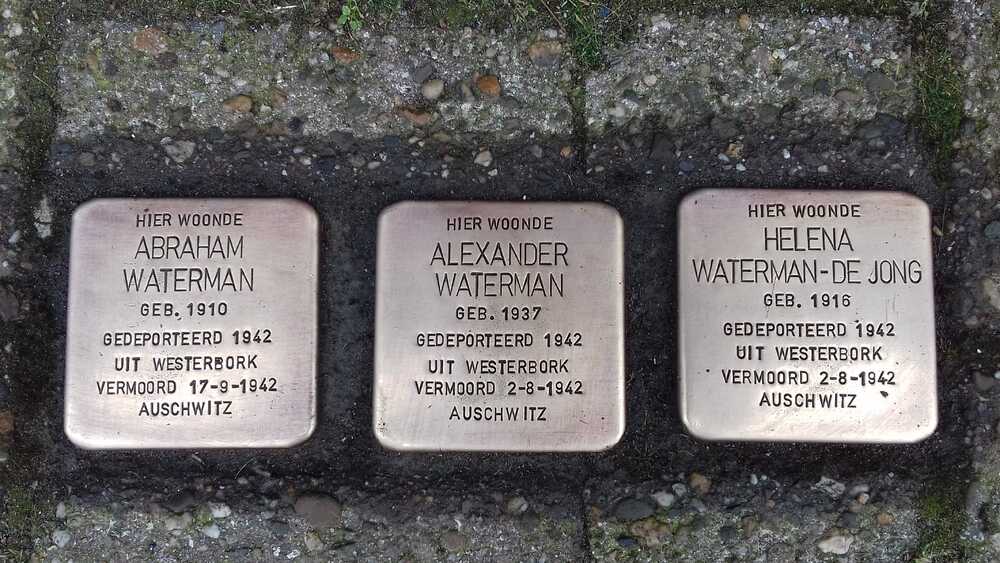 HIER WOONDE
ABRAHAM
WATERMAN
GEB. 1910
GEDEPORTEERD 1942
UIT WESTERBORK
VERMOORD 17-9-1942
AUSCHWITZ
HIER WOONDE
ALEXANDER
WATERMAN
GEB. 1937
GEDEPORTEERD 1942
UIT WESTERBORK
VERMOORD 2-8-1942
AUSCHWITZ
HIER WOONDE
HELENA
WATERMAN-DE JONG
GEB. 1916
GEDEPORTEERD 1942
UIT WESTERBORK
VERMOORD 2-8-1942
AUSCHWITZ